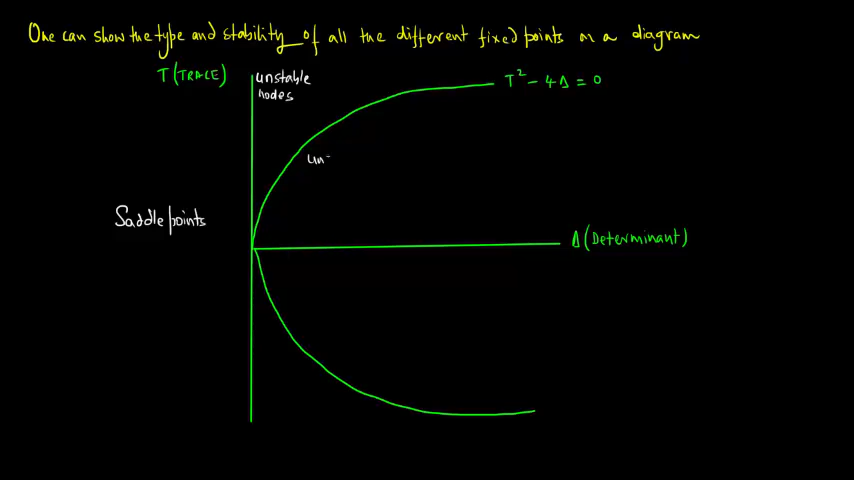 One can show the type and stability of all the different fixed points on a diagram
T (TRACE)
unstable
nodes
T² - 4Δ = 0
un
Saddle points
Δ (Determinant)